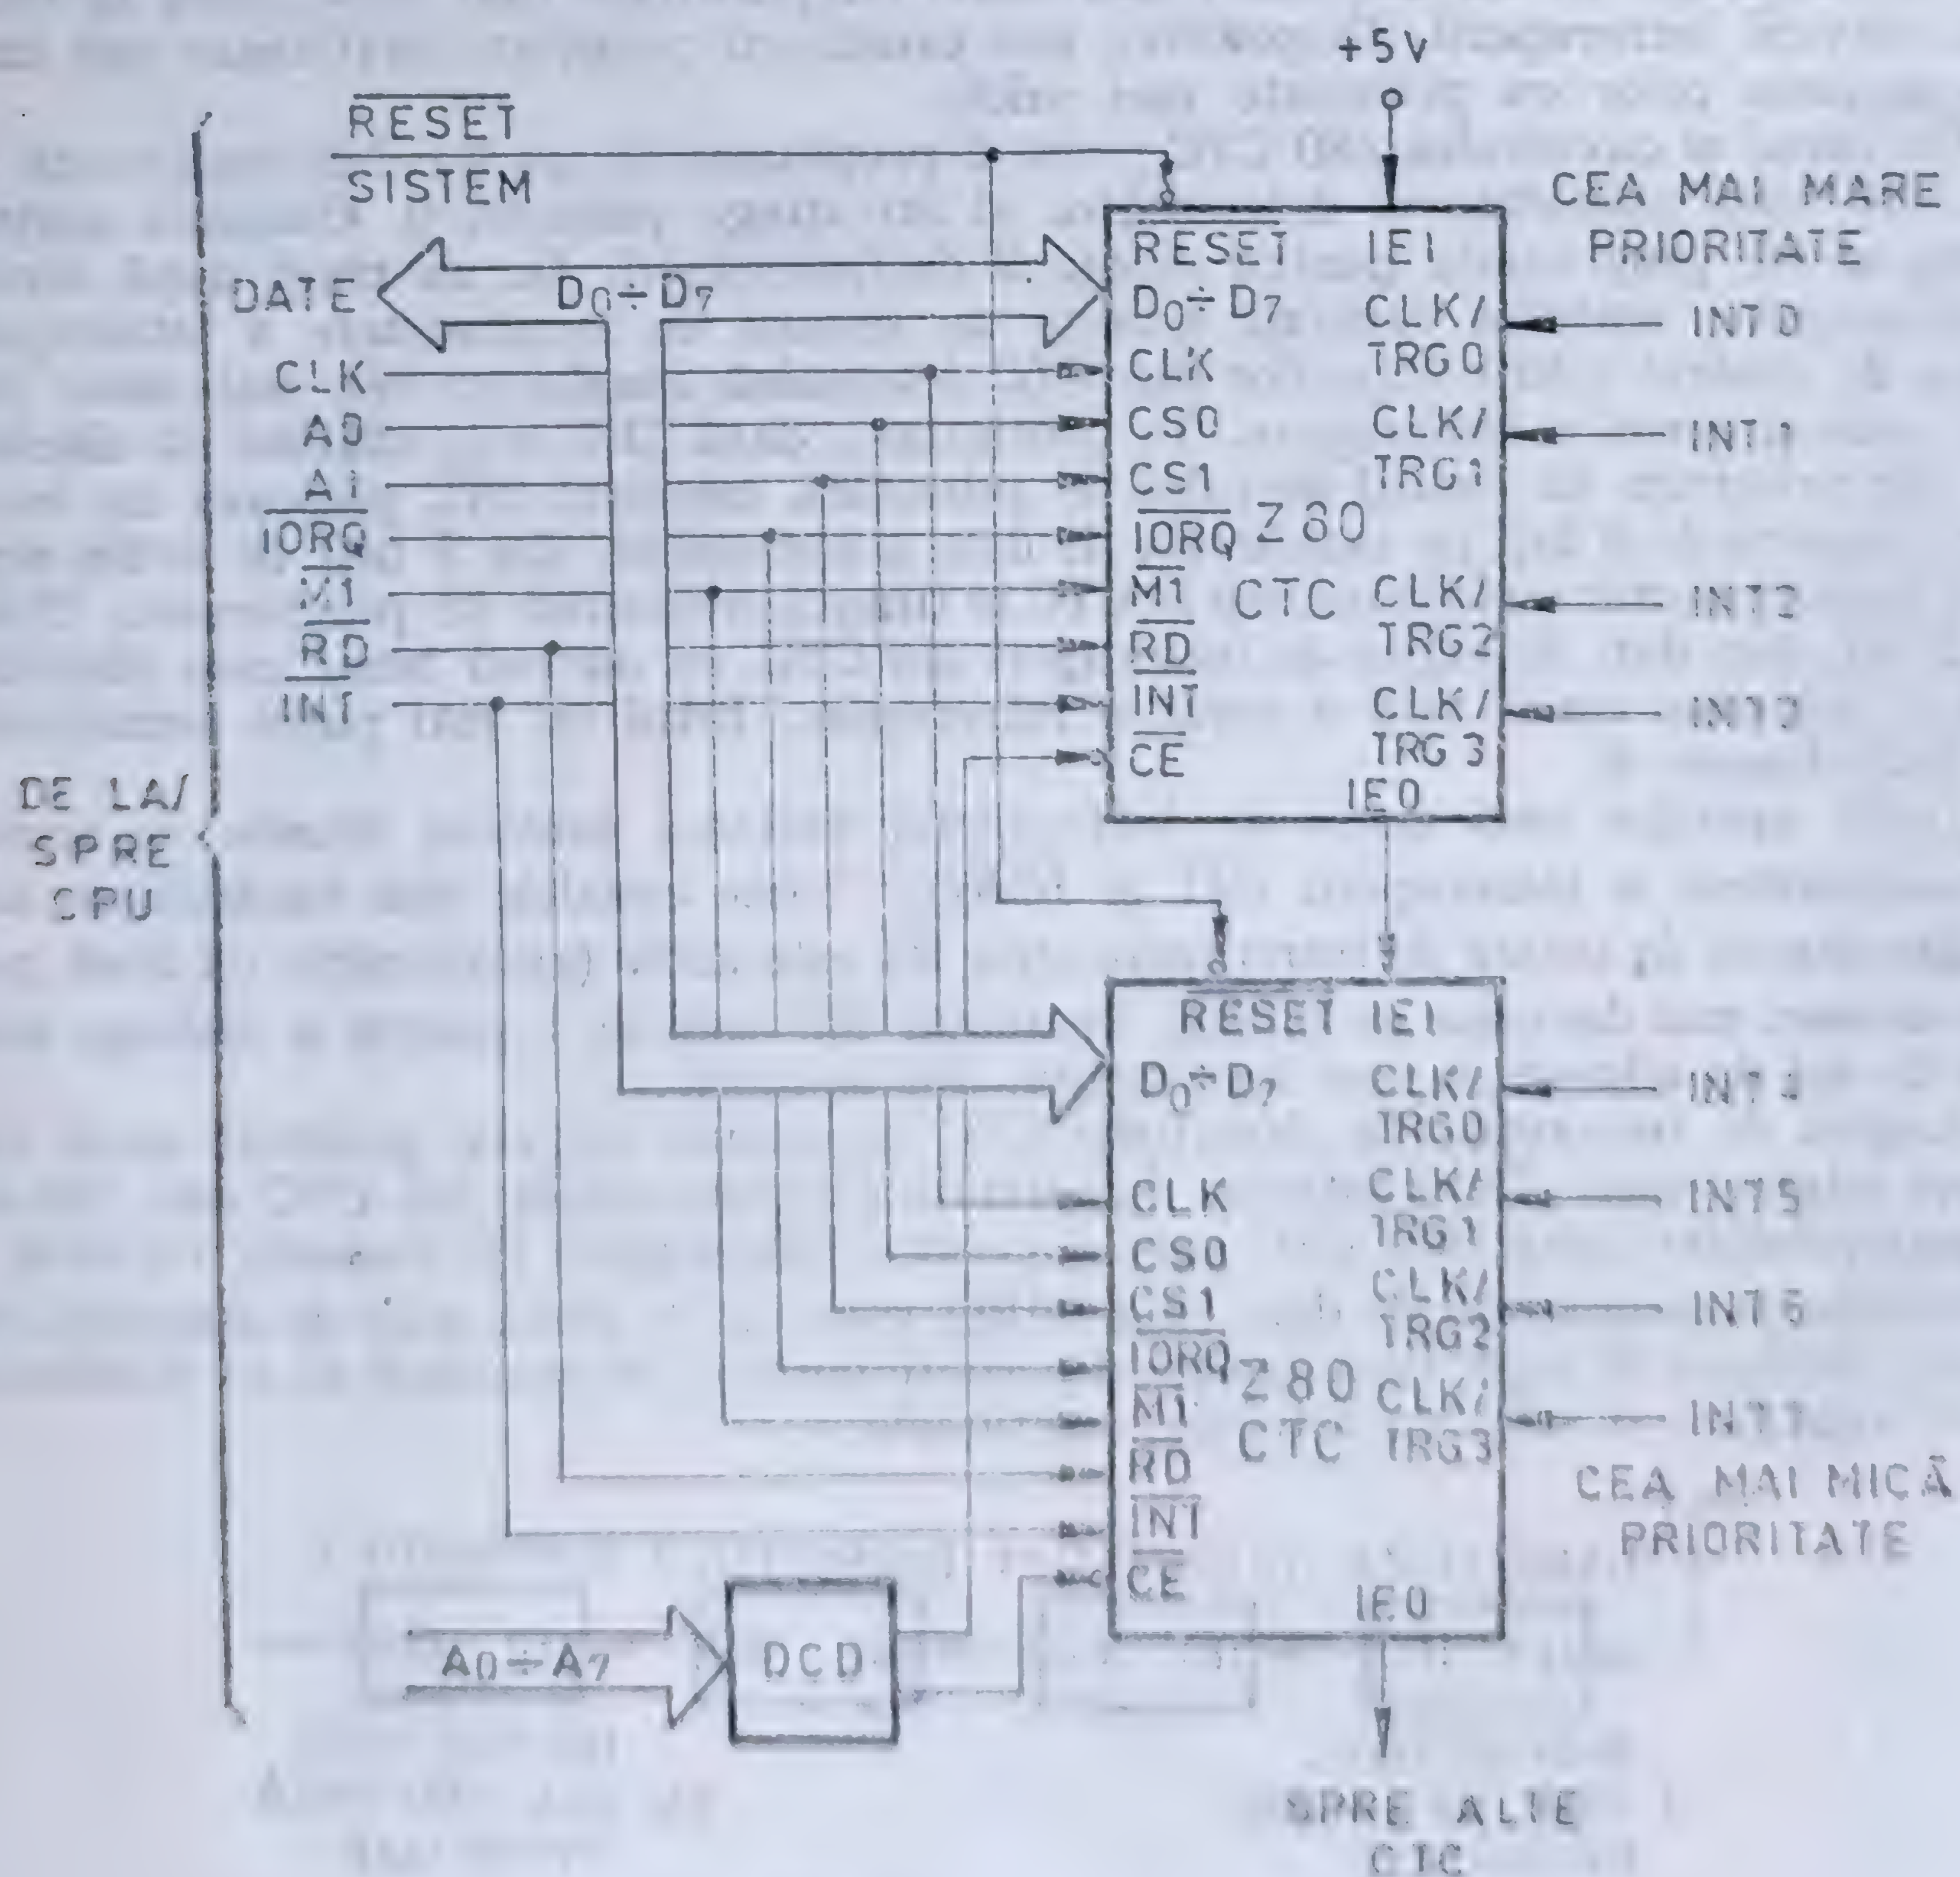 +5V
RESET
SISTEM
CEA MAI MARE
PRIORITATE
DATE
D0÷D7
CLK
A0
A1
IORQ
M1
RD
INT
DE LA/
SPRE
CPU
RESET IEI
D0÷D7
CLK/
TRG0
CLK
CS0
CLK/
TRG1
CS1
IORQ
Z80
CTC
M1
CLK/
TRG2
RD
INT
CLK/
TRG3
CE
IE0
INT0
INT1
INT2
RESET IEI
D0÷D7
CLK/
TRG0
CLK
CLK/
TRG1
CS0
CS1
CLK/
TRG2
IORQ
Z80
CTC
M1
CLK/
TRG3
RD
INT
CE
IE0
INT4
INT5
INT6
CEA MAI MICĂ
PRIORITATE
A0÷A7
DCD
SPRE ALTE
CTC